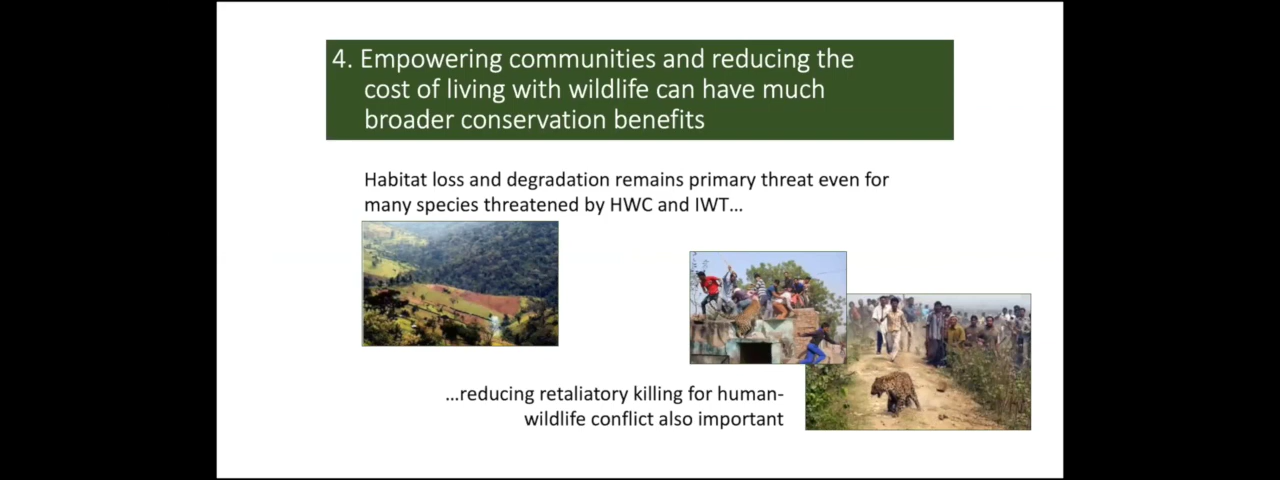 4. Empowering communities and reducing the
cost of living with wildlife can have much
broader conservation benefits
Habitat loss and degradation remains primary threat even for
many species threatened by HWC and IWT...
...reducing retaliatory killing for human-
wildlife conflict also important